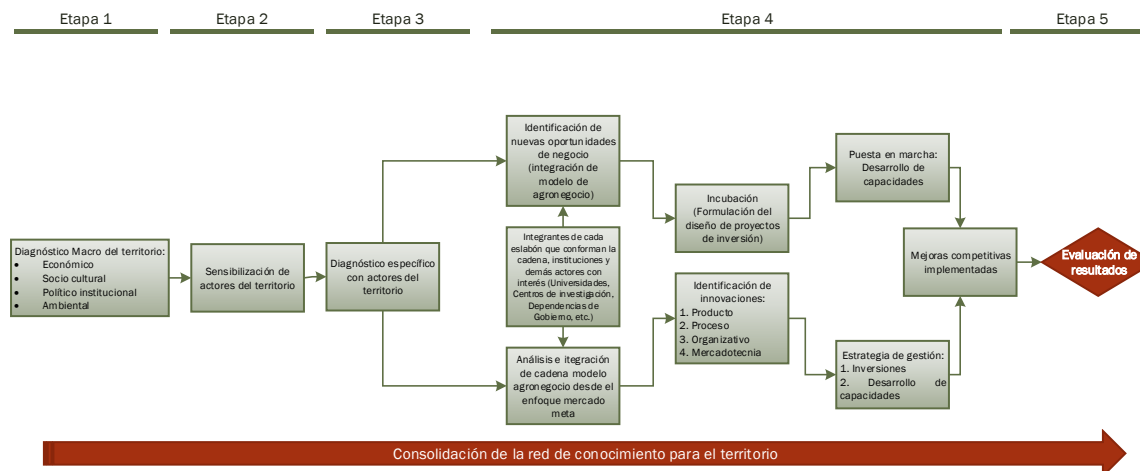 Etapa 1
Etapa 2
Etapa 3
Etapa 4
Etapa 5
Diagnóstico Macro del territorio:
• Económico
• Socio cultural
• Político institucional
• Ambiental
Sensibilización de
actores del territorio
Diagnóstico específico
con actores del
territorio
Identificación de
nuevas oportunidades
de negocio
(integración de
modelo de
agronegocio)
Integrantes de cada
eslabón que conforman la
cadena, instituciones y
demás actores con
interés (Universidades,
Centros de investigación,
Dependencias de
Gobierno, etc.)
Análisis e itegración
de cadena modelo
agronegocio desde el
enfoque mercado
meta
Incubación
(Formulación del
diseño de proyectos
de inversión)
Identificación de
innovaciones:
1. Producto
2. Proceso
3. Organizativo
4. Mercadotecnia
Puesta en marcha:
Desarrollo de
capacidades
Estrategia de gestión:
1. Inversiones
2. Desarrollo de
capacidades
Mejoras competitivas
implementadas
Evaluación de
resultados
Consolidación de la red de conocimiento para el territorio